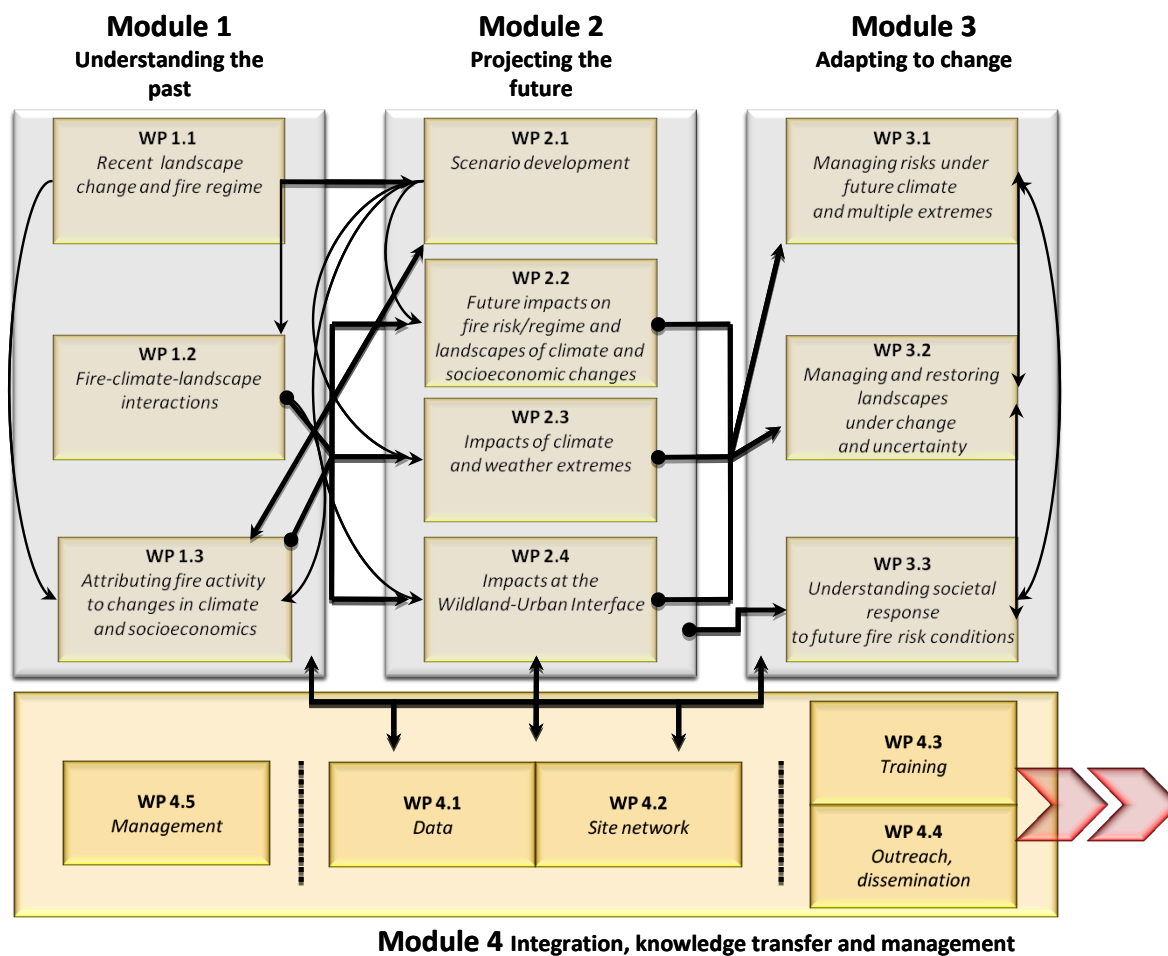 Module 1
Understanding the
past
Module 2
Projecting the
future
Module 3
Adapting to change
WP 1.1
Recent landscape
change and fire regime
WP 1.2
Fire-climate-landscape
interactions
WP 1.3
Attributing fire activity
to changes in climate
and socioeconomics
WP 2.1
Scenario development
WP 2.2
Future impacts on
fire risk/regime and
landscapes of climate and
socioeconomic changes
WP 2.3
Impacts of climate
and weather extremes
WP 2.4
Impacts at the
Wildland-Urban Interface
WP 3.1
Managing risks under
future climate
and multiple extremes
WP 3.2
Managing and restoring
landscapes
under change
and uncertainty
WP 3.3
Understanding societal
response
to future fire risk conditions
WP 4.5
Management
WP 4.1
Data
WP 4.2
Site network
WP 4.3
Training
WP 4.4
Outreach,
dissemination
Module 4 Integration, knowledge transfer and management